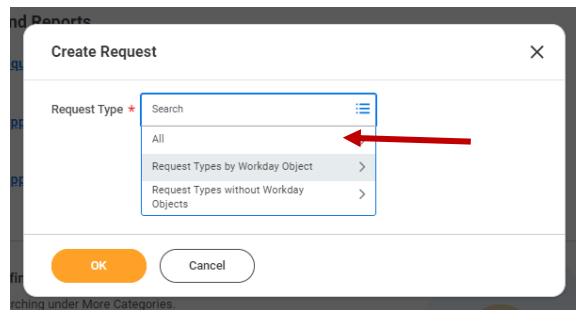 nd Reports
Create Request
Request Type *
Search
All
Request Types by Workday Object
Request Types without Workday
Objects
OK
Cancel
rching under More Categories.